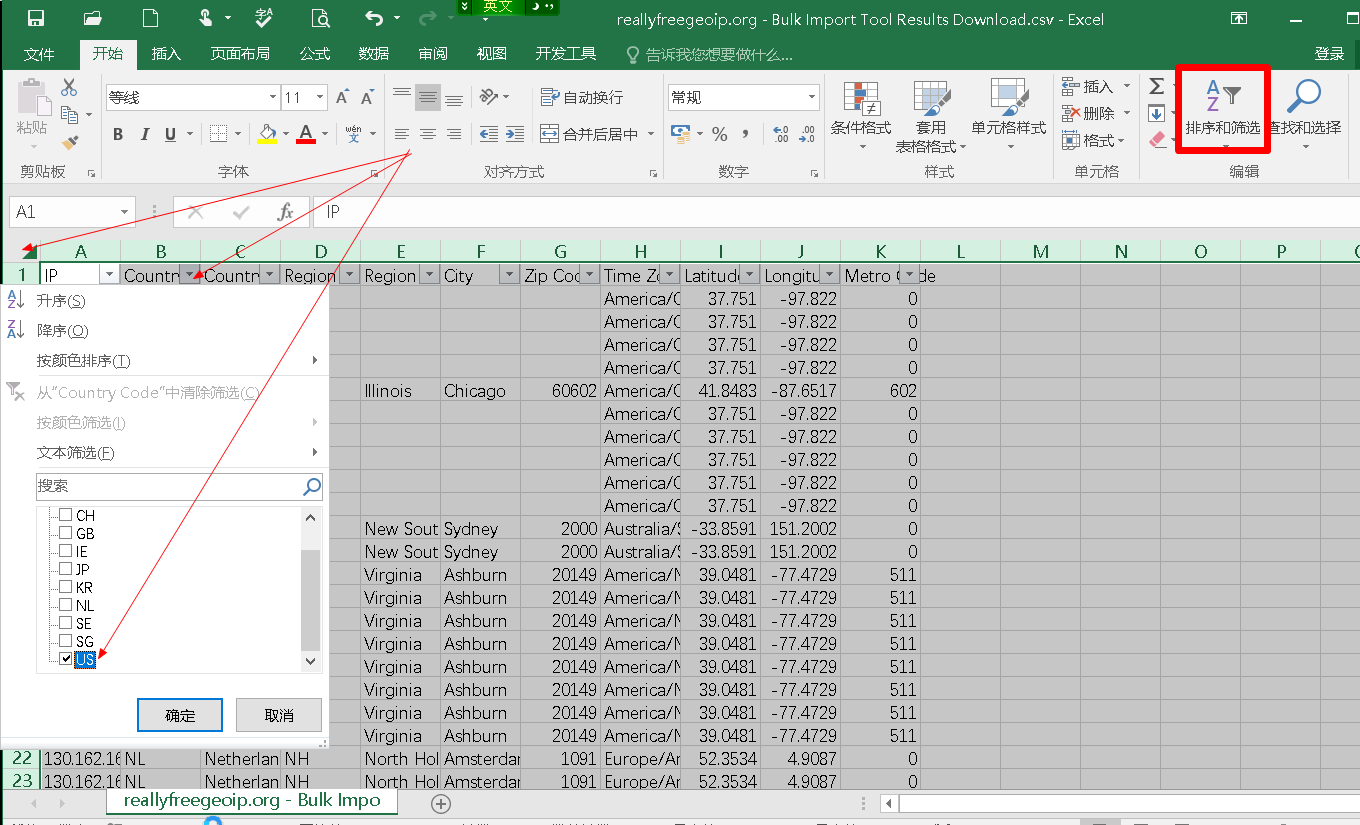 英文
reallyfreegeoip.org - Bulk Import Tool Results Download.csv - Excel
文件 开始 插入 页面布局 公式 数据 审阅 视图 开发工具 告诉我您想要做什么... 登录
粘贴 等线 11 A A 自动换行 常规 条件格式 套用 表格格式 单元格样式 插入 删除 格式 Σ 排序和筛选 查找和选择
B I U A wén 文 合并后居中 % ,
剪贴板 字体 对齐方式 数字 样式 单元格 编辑
A1 fx IP
A B C D E F G H I J K L M N O P
1 IP Country Country Region Region City Zip Coc Time Zo Latitude Longitu Metro de
升序(S)
降序(O)
按颜色排序(T)
从"Country Code"中清除筛选(C)
按颜色筛选(I)
文本筛选(F)
搜索
CH
GB
IE
JP
KR
NL
SE
SG
US
确定 取消
America/C 37.751 -97.822 0
America/C 37.751 -97.822 0
America/C 37.751 -97.822 0
America/C 37.751 -97.822 0
Illinois Chicago 60602 America/C 41.8483 -87.6517 602
America/C 37.751 -97.822 0
America/C 37.751 -97.822 0
America/C 37.751 -97.822 0
America/C 37.751 -97.822 0
America/C 37.751 -97.822 0
New Sout Sydney 2000 Australia/S -33.8591 151.2002 0
New Sout Sydney 2000 Australia/S -33.8591 151.2002 0
Virginia Ashburn 20149 America/N 39.0481 -77.4729 511
Virginia Ashburn 20149 America/N 39.0481 -77.4729 511
Virginia Ashburn 20149 America/N 39.0481 -77.4729 511
Virginia Ashburn 20149 America/N 39.0481 -77.4729 511
Virginia Ashburn 20149 America/N 39.0481 -77.4729 511
Virginia Ashburn 20149 America/N 39.0481 -77.4729 511
Virginia Ashburn 20149 America/N 39.0481 -77.4729 511
Virginia Ashburn 20149 America/N 39.0481 -77.4729 511
22 130.162.16 NL Netherlan NH North Hol Amsterdar 1091 Europe/Ar 52.3534 4.9087 0
23 130.162.16 NL Netherlan NH North Hol Amsterdar 1091 Europe/Ar 52.3534 4.9087 0
reallyfreegeoip.org - Bulk Impo